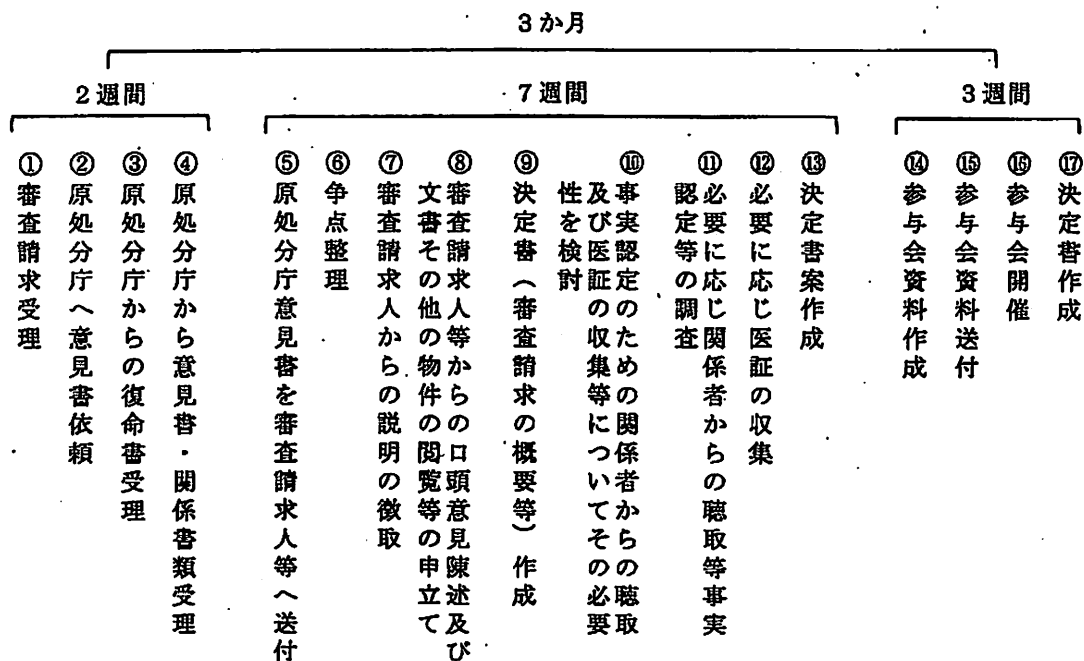 3か月
2週間
7週間
3週間
①審査請求受理
②原処分庁へ意見書依頼
③原処分庁からの復命書受理
④原処分庁から意見書・関係書類受理
⑤原処分庁意見書を審査請求人等へ送付
⑥争点整理
⑦審査請求人からの説明の徴取
⑧審査請求人等からの口頭意見陳述及び
文書その他の物件の閲覧等の申立て
⑨決定書(審査請求の概要等)作成
⑩事実認定のための関係者からの聴取
及び医証の収集等についてその必要
性を検討
⑪必要に応じ関係者からの聴取等事実
認定等の調査
⑫必要に応じ医証の収集
⑬決定書案作成
⑭参与会資料作成
⑮参与会資料送付
⑯参与会開催
⑰決定書作成